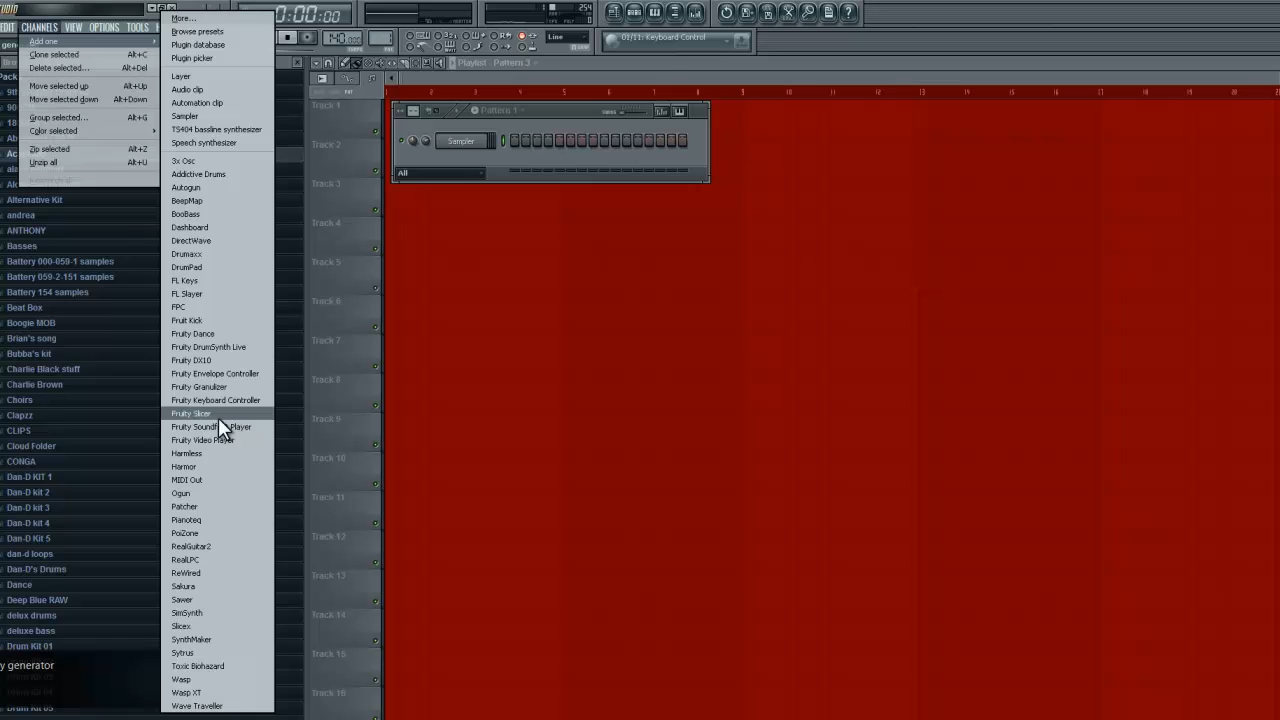 TUDIO
0:00:00
EDIT CHANNELS VIEW OPTIONS TOOLS
254
140.000
Line
01/11: Keyboard Control
Playlist - Pattern 3
Add one
Clone selected Alt+C
Delete selected... Alt+Del
Move selected up Alt+Up
Move selected down Alt+Down
Group selected... Alt+G
Color selected
Zip selected Alt+Z
Unzip all Alt+U
More...
Browse presets
Plugin database
Plugin picker
Layer
Audio clip
Automation clip
Sampler
TS404 bassline synthesizer
Speech synthesizer
3x Osc
Addictive Drums
Autogun
BeepMap
BooBass
Dashboard
DirectWave
Drumaxx
DrumPad
FL Keys
FL Slayer
FPC
Fruit Kick
Fruity Dance
Fruity DrumSynth Live
Fruity DX10
Fruity Envelope Controller
Fruity Granulizer
Fruity Keyboard Controller
Fruity Slicer
Fruity Soundfont Player
Fruity Video Player
Harmless
Harmor
MIDI Out
Ogun
Patcher
Pianoteq
PoiZone
RealGuitar2
RealLPC
ReWired
Sakura
Sawer
SimSynth
Slicex
SynthMaker
Sytrus
Toxic Biohazard
Wasp
Wasp XT
Wave Traveller
Alternative Kit
andrea
ANTHONY
Basses
Battery 000-059-1 samples
Battery 059-2-151 samples
Battery 154 samples
Beat Box
Boogie MOB
Brian's song
Bubba's kit
Charlie Black stuff
Charlie Brown
Choirs
Clapzz
CLIPS
Cloud Folder
CONGA
Dan-D KIT 1
Dan-D kit 2
Dan-D kit 3
Dan-D kit 4
Dan-D Kit 5
dan-d loops
Dan-D's Drums
Dance
Deep Blue RAW
delux drums
deluxe bass
Drum Kit 01
y generator
Drum Kit 05
Track 1
Track 2
Track 3
Track 4
Track 5
Track 6
Track 7
Track 8
Track 9
Track 10
Track 11
Track 12
Track 13
Track 14
Track 15
Track 16
Pattern 1
Sampler
All